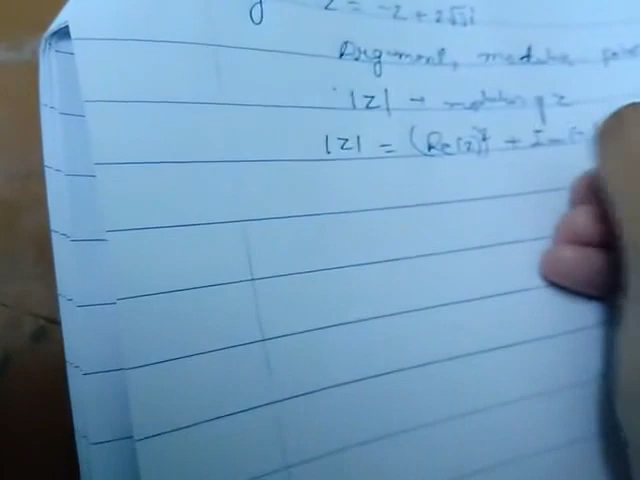 Z = -2 + 2√3i
Argument, modulus
|Z| → modulus of z
|Z| = (Re(z))² + Im